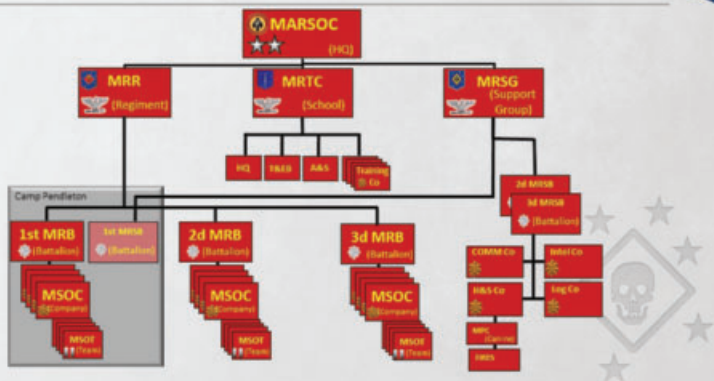 MARSOC
(HQ)
MRR
(Regiment)
MRTC
(School)
MRSG
(Support
Group)
HQ
T&EB
A&S
Training
Co
Camp Pendleton
1st MRB
(Battalion)
1st MRSB
(Battalion)
2d MRB
(Battalion)
3d MRB
(Battalion)
2d MRSB
3d MRSB
(Battalion)
MSOC
(Company)
MSOT
(Team)
MSOC
(Company)
MSOT
(Team)
MSOC
(Company)
MSOT
(Team)
COMM Co
Intel Co
H&S Co
Log Co
MPC
(Canine)